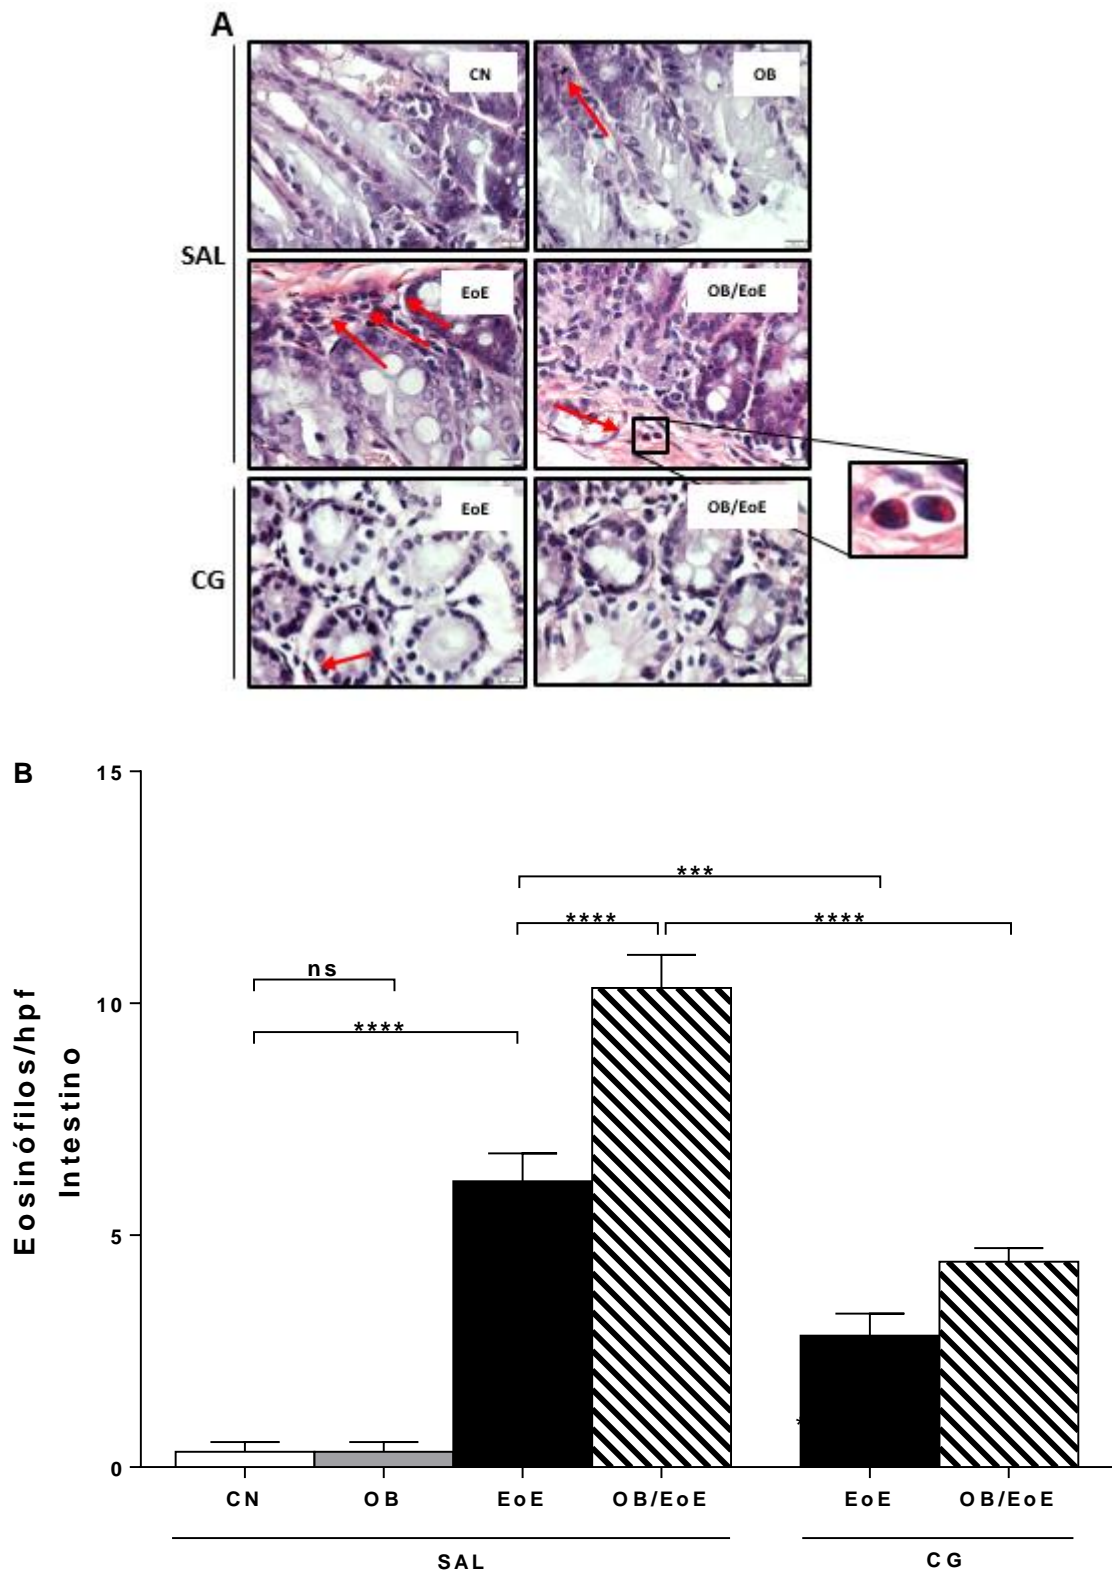 A
CN
OB
SAL
EoE
OB/EoE
EoE
OB/EoE
CG
B
15
***
****
****
ns
10
****
Eosinófilos/hpf
Intestino
5
*
0
CN
OB
EoE
OB/EoE
EoE
OB/EoE
SAL
CG